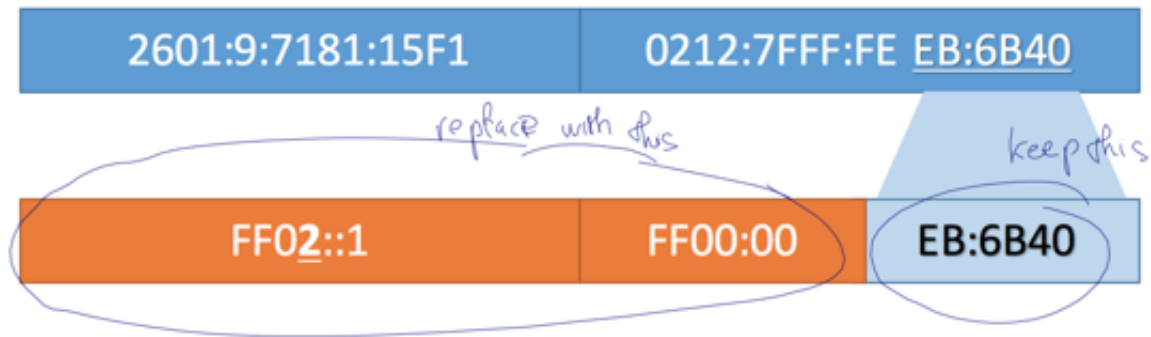 2601:9:7181:15F1 0212:7FFF:FE EB:6B40
replace with this
keep this
FF02::1 FF00:00 EB:6B40